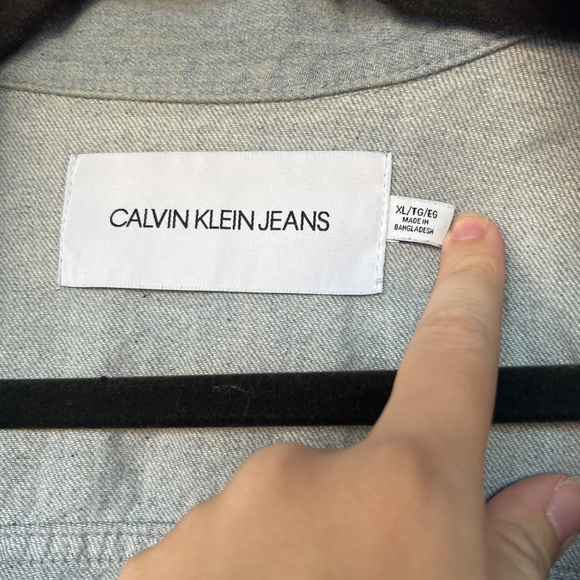 CALVIN KLEIN JEANS
XL/TG/EG
MADE IN
BANGLADESH